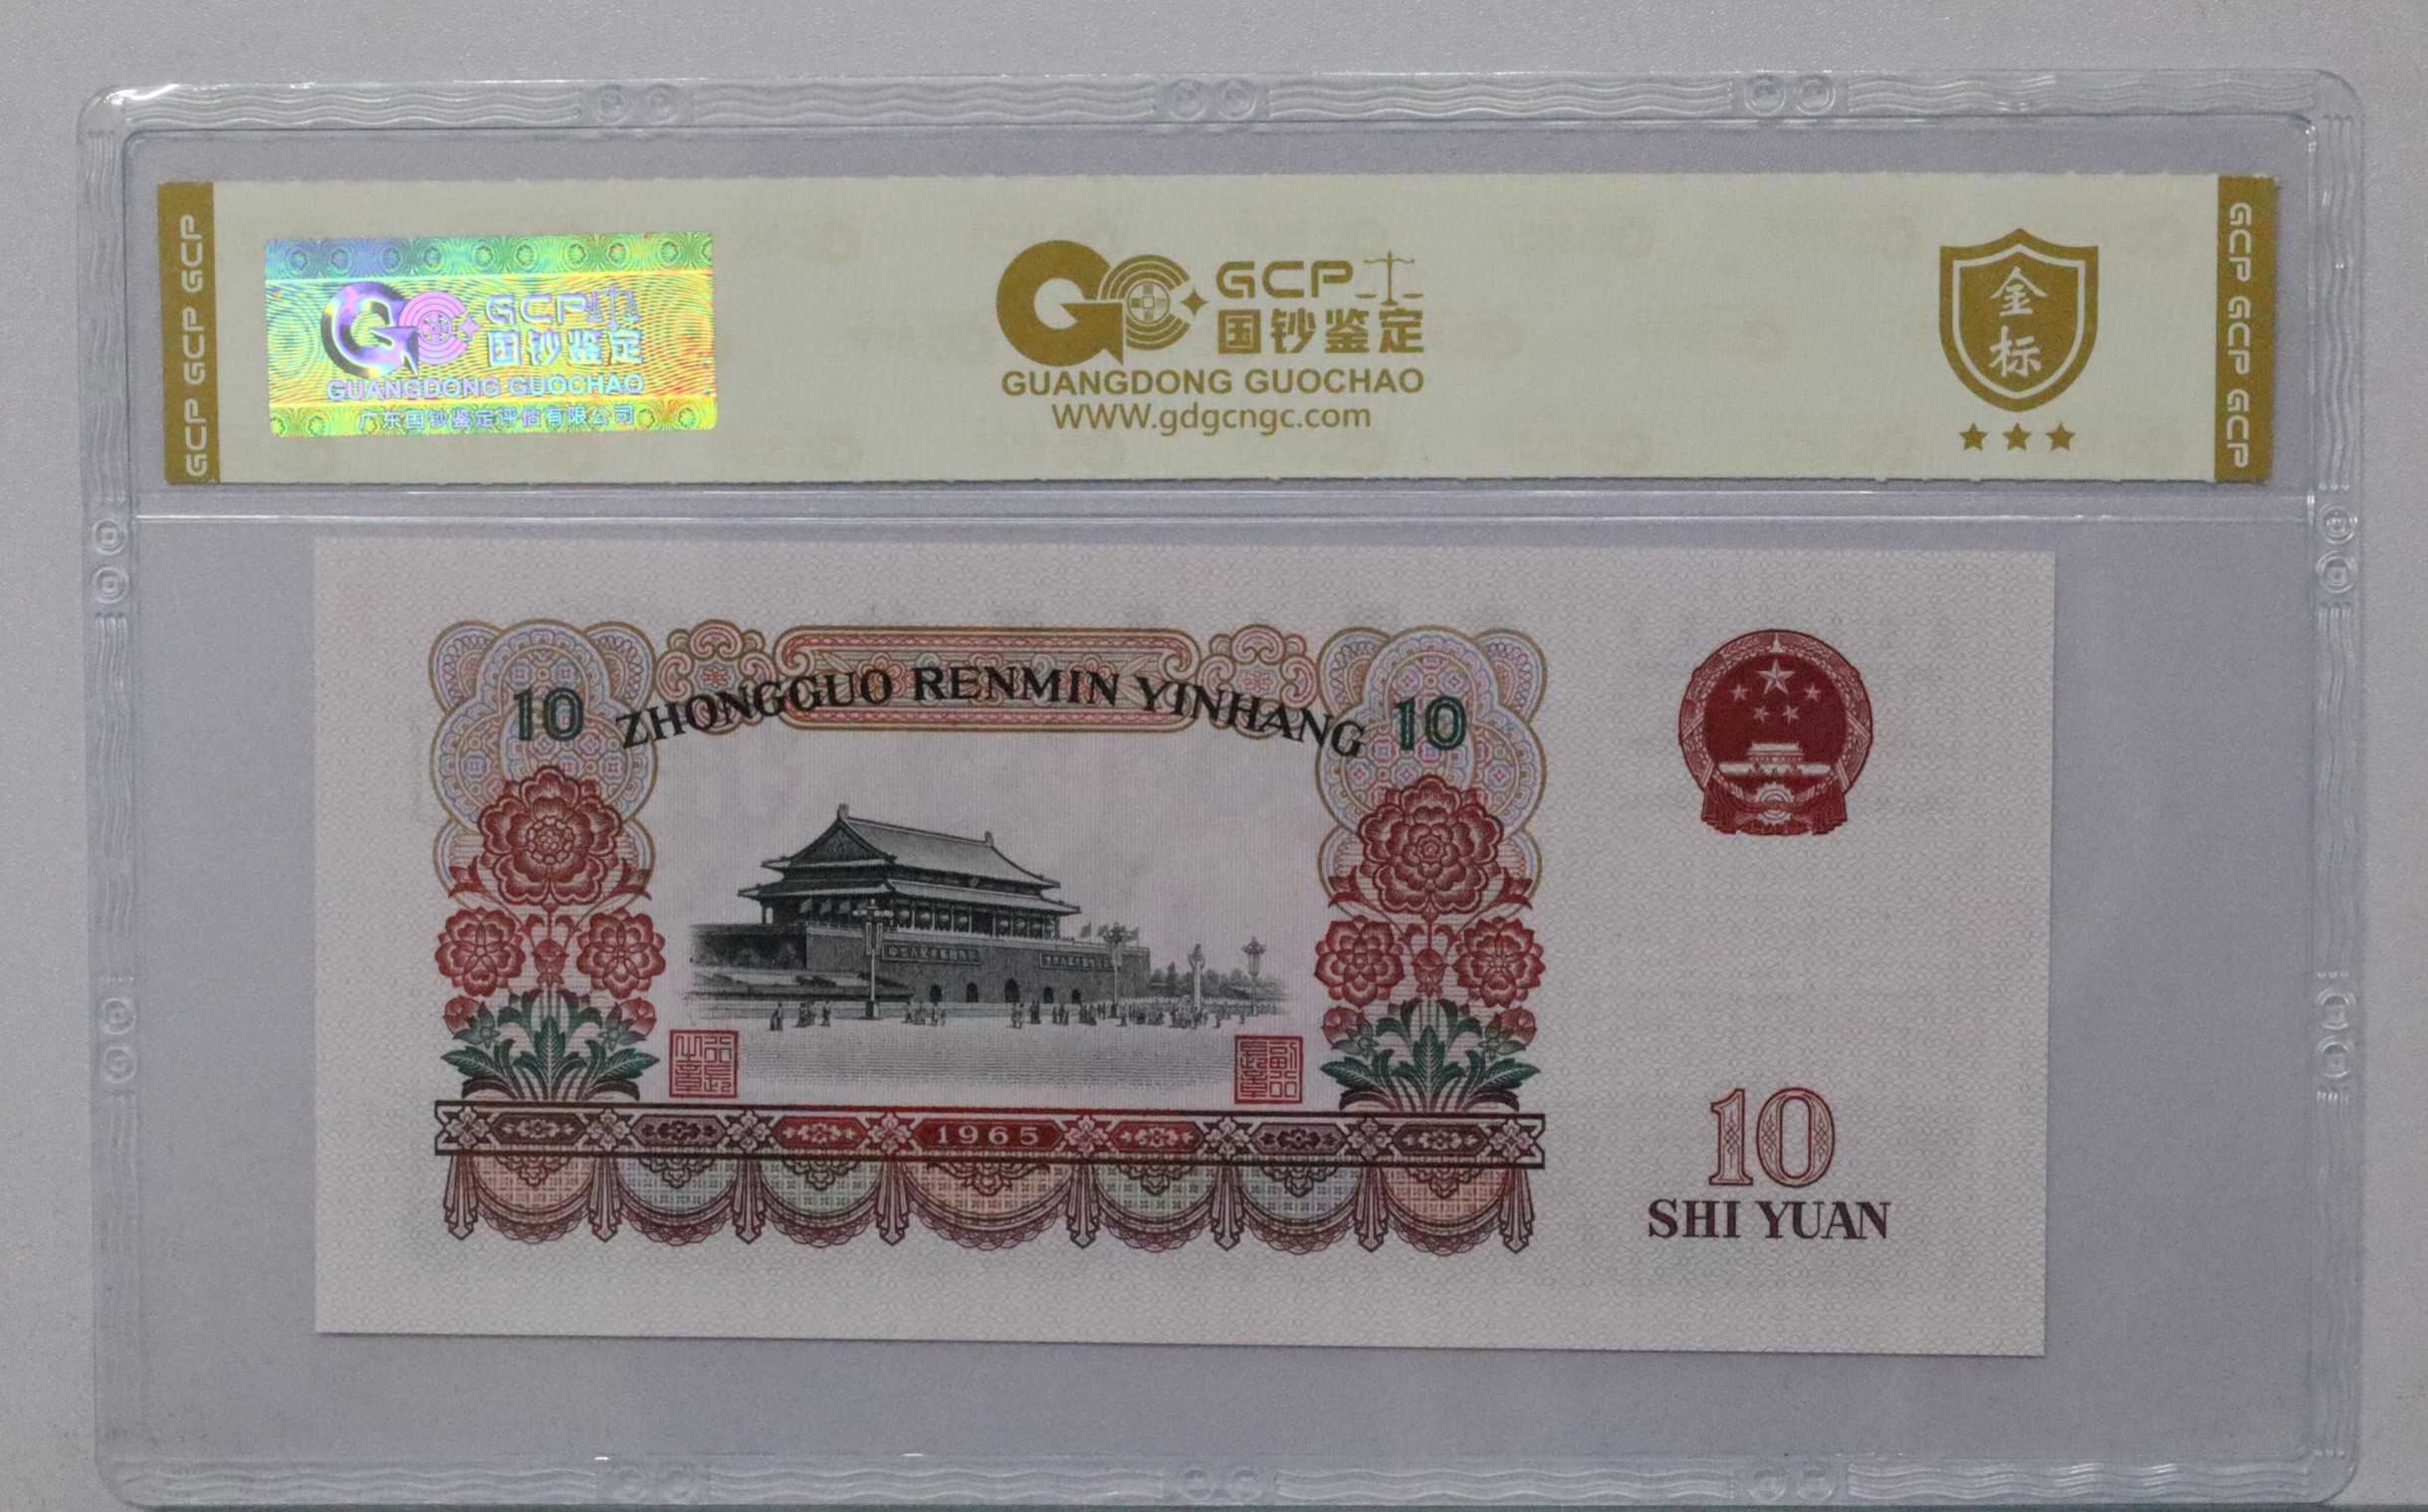 GCP GCP GCP
GCP
国钞鉴定
GUANGDONG GUOCHAO
广东国钞鉴定评估有限公司
GCP
国钞鉴定
GUANGDONG GUOCHAO
WWW.gdgcngc.com
金
标
GCP GCP GCP
ZHONGGUO RENMIN YINHANG
10
10
1965
10
SHI YUAN